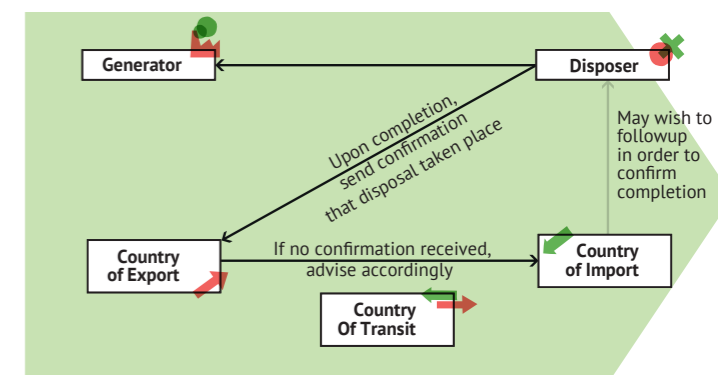 Generator
Disposer
Upon completion,
send confirmation
that disposal taken place
May wish to
followup
in order to
confirm
completion
Country
of Export
If no confirmation received,
advise accordingly
Country
of Import
Country
Of Transit